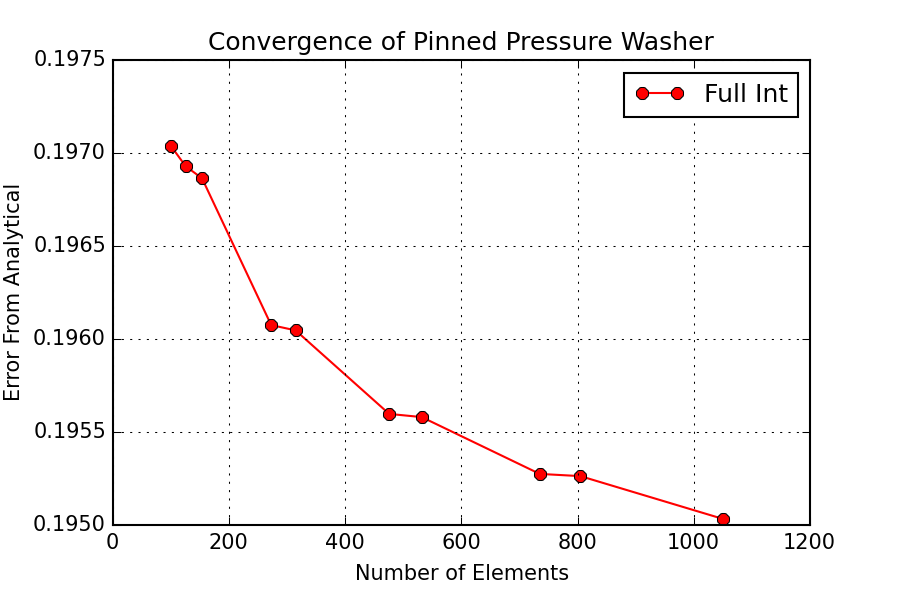 Convergence of Pinned Pressure Washer
Full Int
Error From Analytical
0.1975
0.1970
0.1965
0.1960
0.1955
0.1950
0 200 400 600 800 1000 1200
Number of Elements